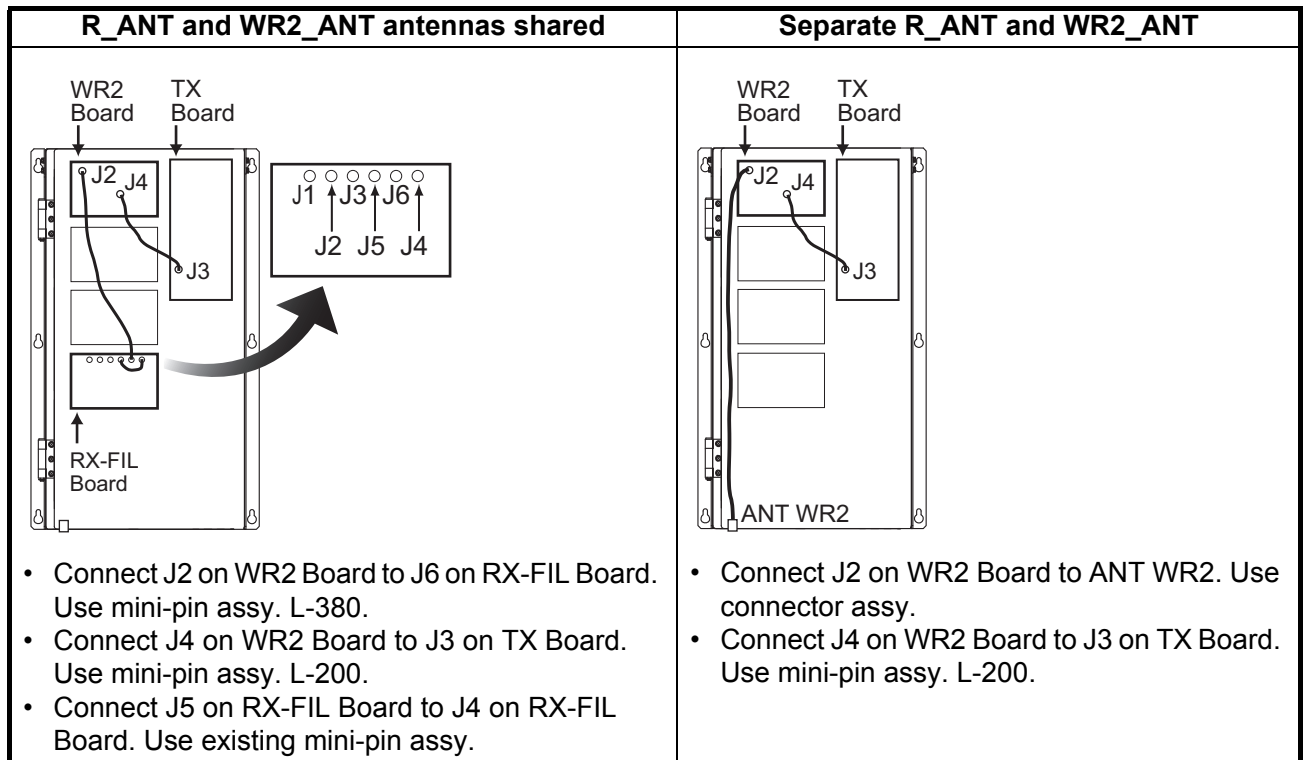 R_ANT and WR2_ANT antennas shared
WR2 Board
TX Board
J2
J4
J3
J1 J3 J6
J2 J5 J4
RX-FIL Board
• Connect J2 on WR2 Board to J6 on RX-FIL Board.
Use mini-pin assy. L-380.
• Connect J4 on WR2 Board to J3 on TX Board.
Use mini-pin assy. L-200.
• Connect J5 on RX-FIL Board to J4 on RX-FIL
Board. Use existing mini-pin assy.
Separate R_ANT and WR2_ANT
WR2 Board
TX Board
J2
J4
J3
ANT WR2
• Connect J2 on WR2 Board to ANT WR2. Use
connector assy.
• Connect J4 on WR2 Board to J3 on TX Board.
Use mini-pin assy. L-200.